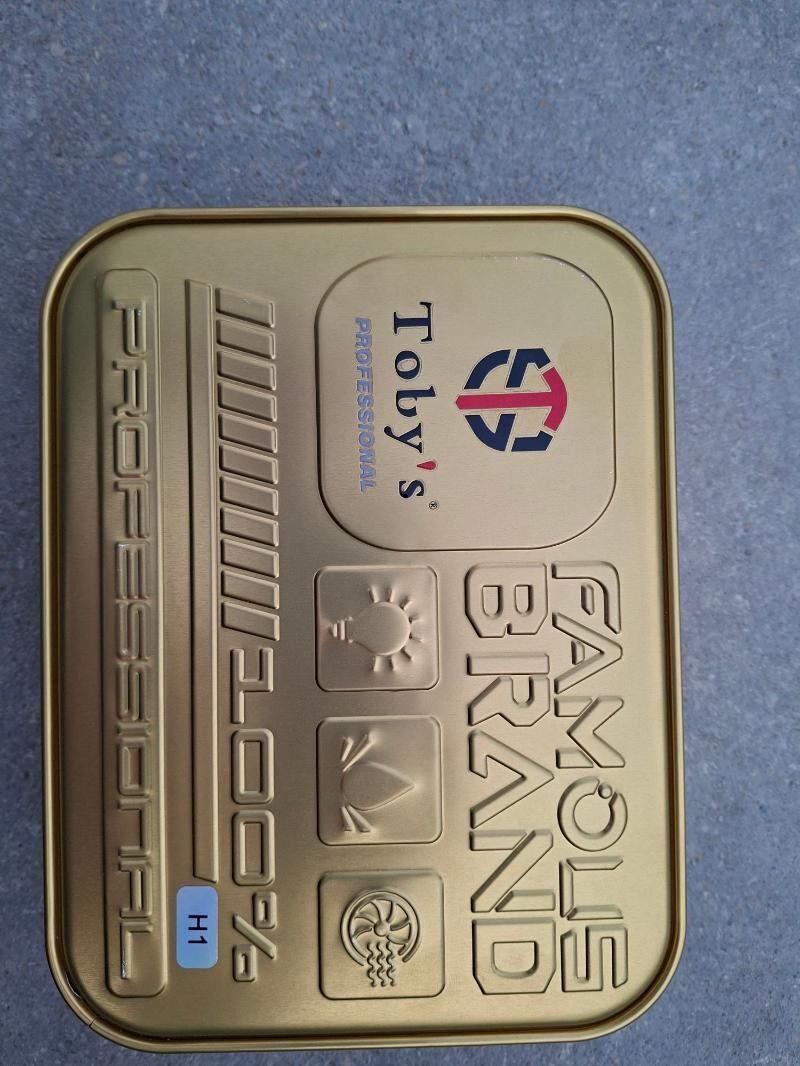 Toby's®
PROFESSIONAL
FAMOUS
BRAND
100%
H1
PROFESSIONAL